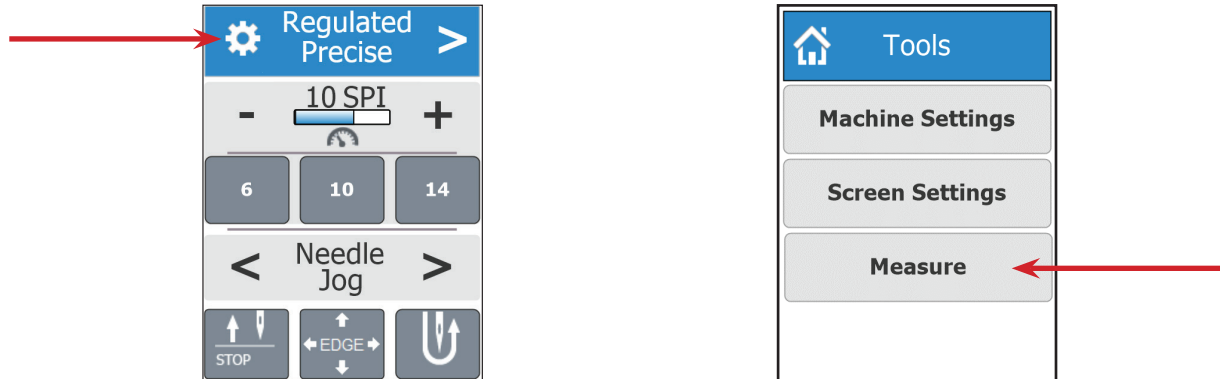 Regulated
Precise
>
- 10 SPI +
6 10 14
< Needle >
Jog
STOP
EDGE
Tools
Machine Settings
Screen Settings
Measure